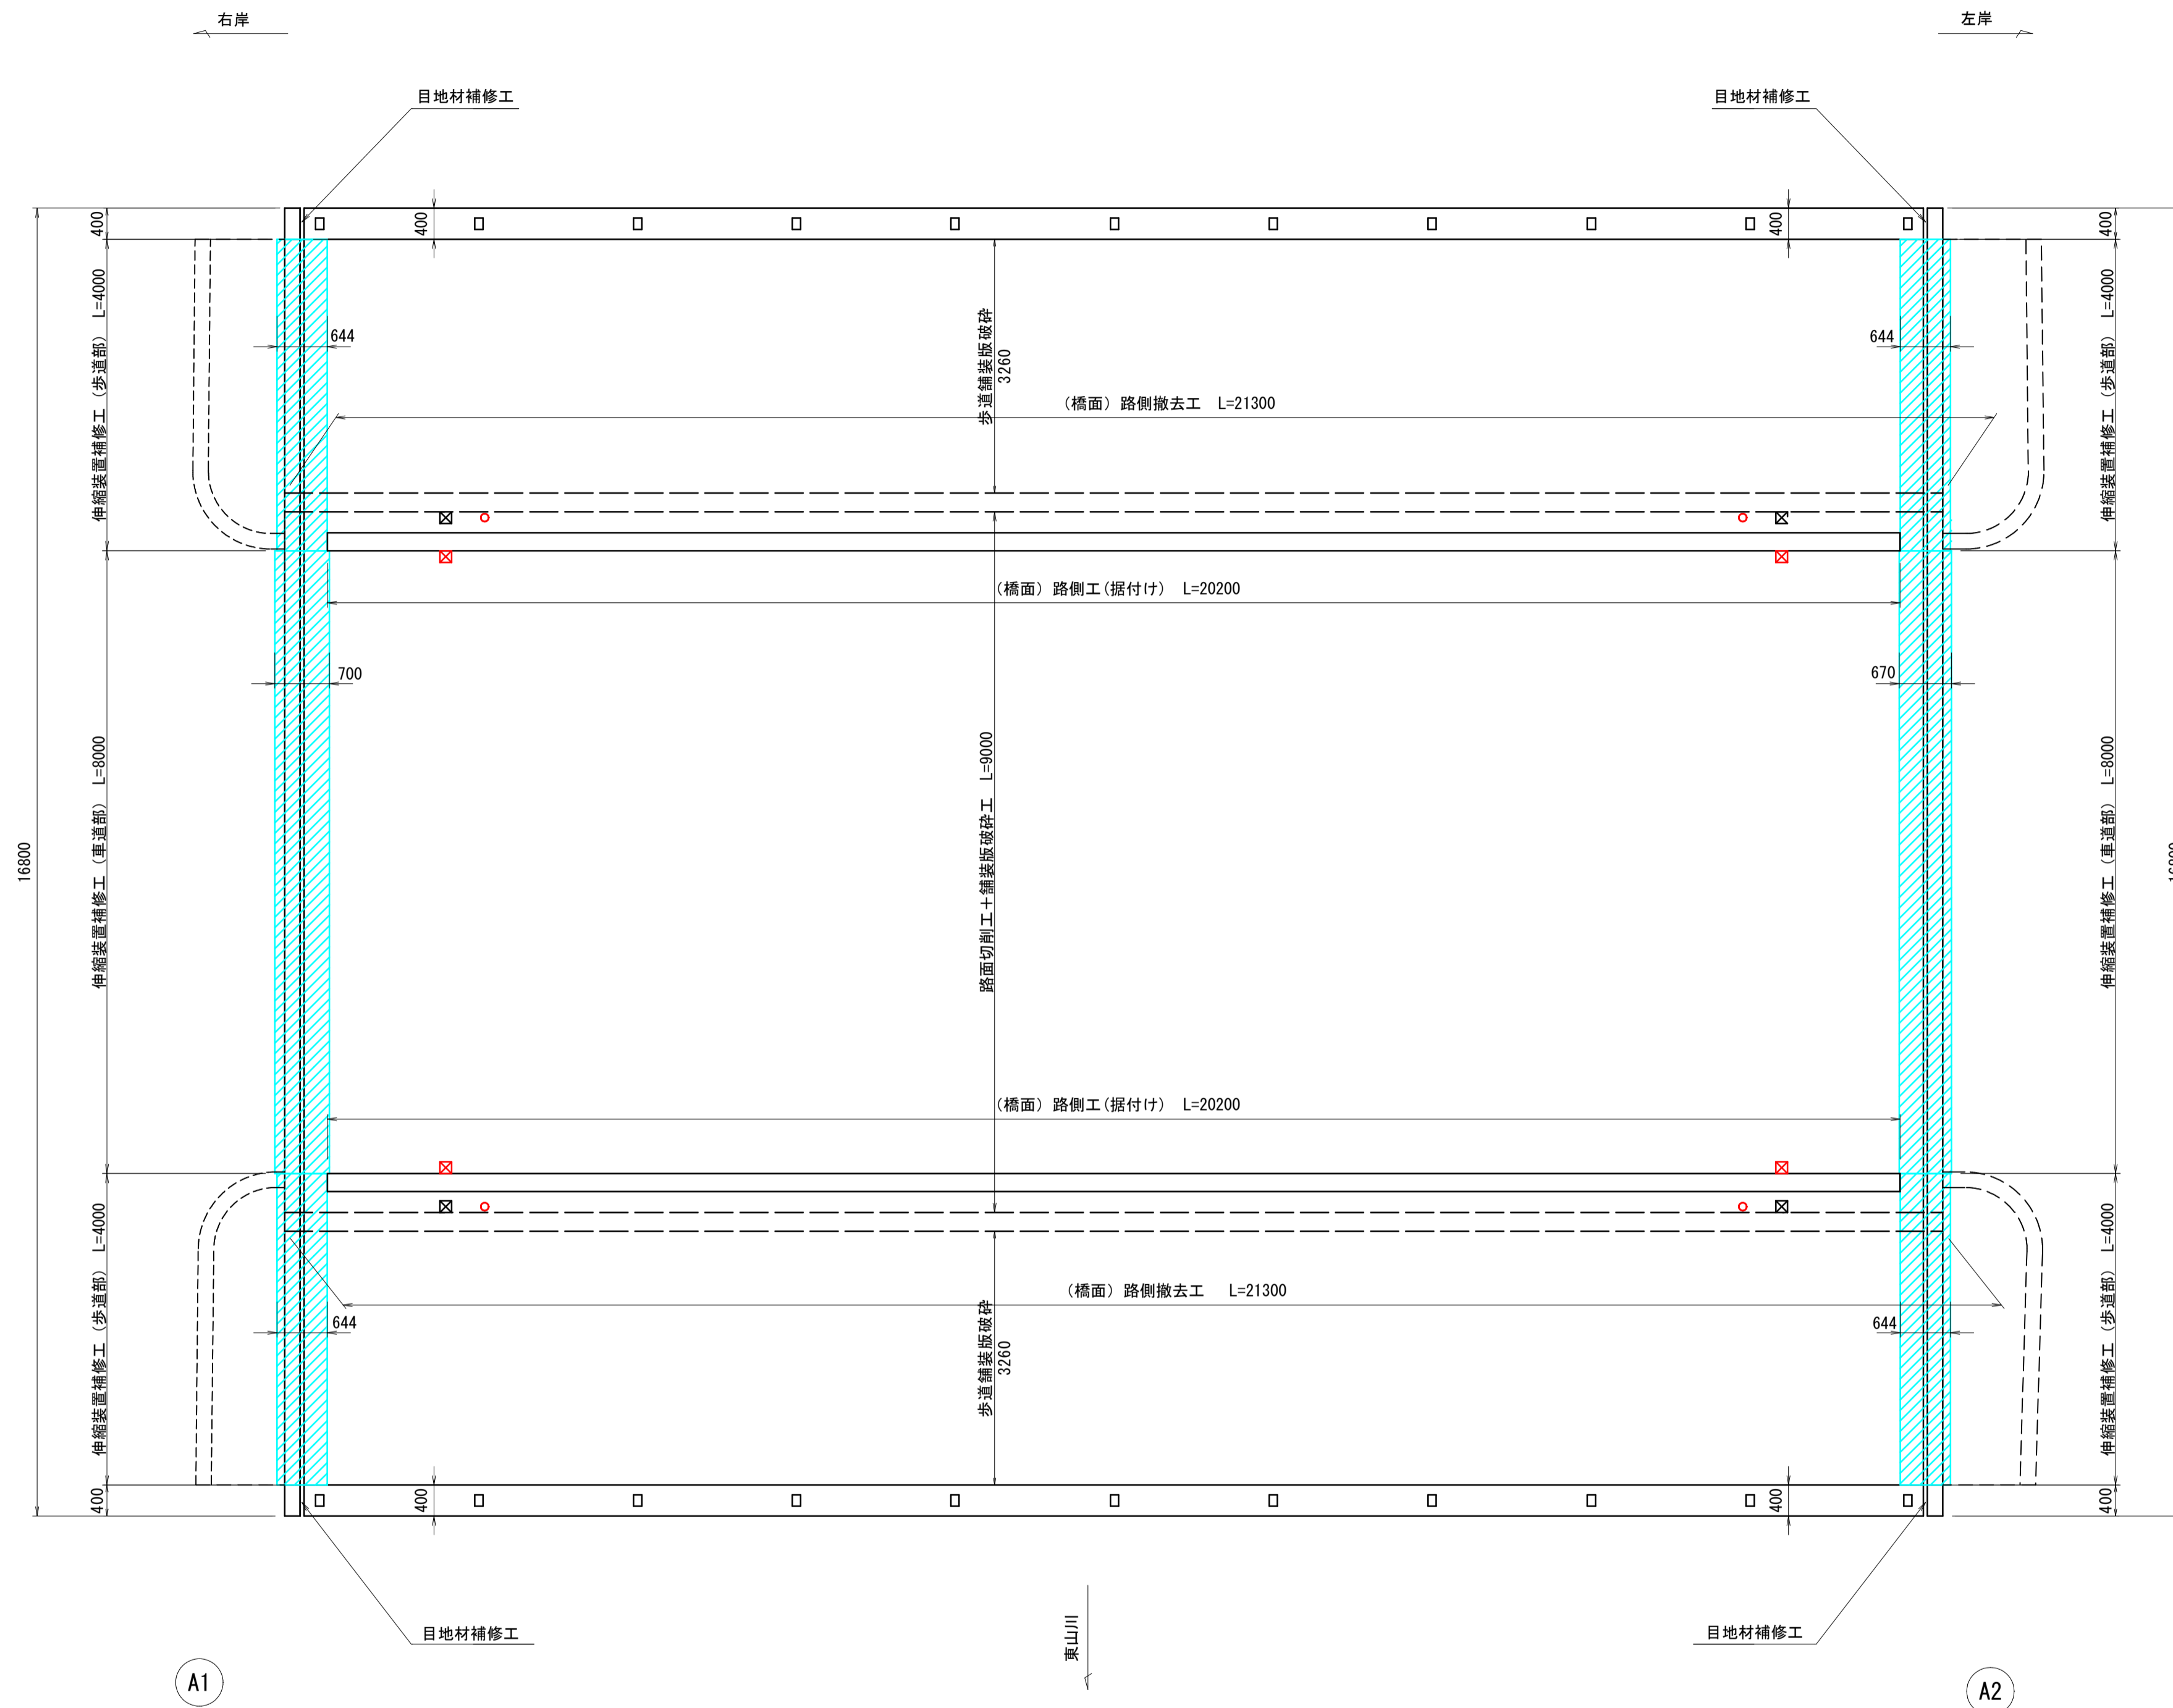 右岸
左岸
目地材補修工
目地材補修工
400
400
400
400
伸縮装置補修工（歩道部） L=4000
644
歩道舗装版破砕
3260
644
伸縮装置補修工（歩道部） L=4000
（橋面）路側撤去工 L=21300
（橋面）路側工(据付け) L=20200
700
670
16800
伸縮装置補修工（車道部） L=8000
路面切削工＋舗装版破砕工 L=9000
伸縮装置補修工（車道部） L=8000
（橋面）路側工(据付け) L=20200
伸縮装置補修工（歩道部） L=4000
（橋面）路側撤去工 L=21300
644
歩道舗装版破砕
3260
644
伸縮装置補修工（歩道部） L=4000
400
400
400
400
目地材補修工
東山川
目地材補修工
A1
A2